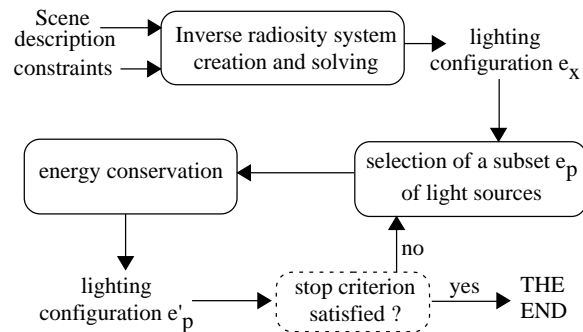 Scene
description
constraints
Inverse radiosity system
creation and solving
lighting
configuration e_x
selection of a subset e_p
of light sources
energy conservation
lighting
configuration e'_p
stop criterion
satisfied ?
no
yes
THE
END